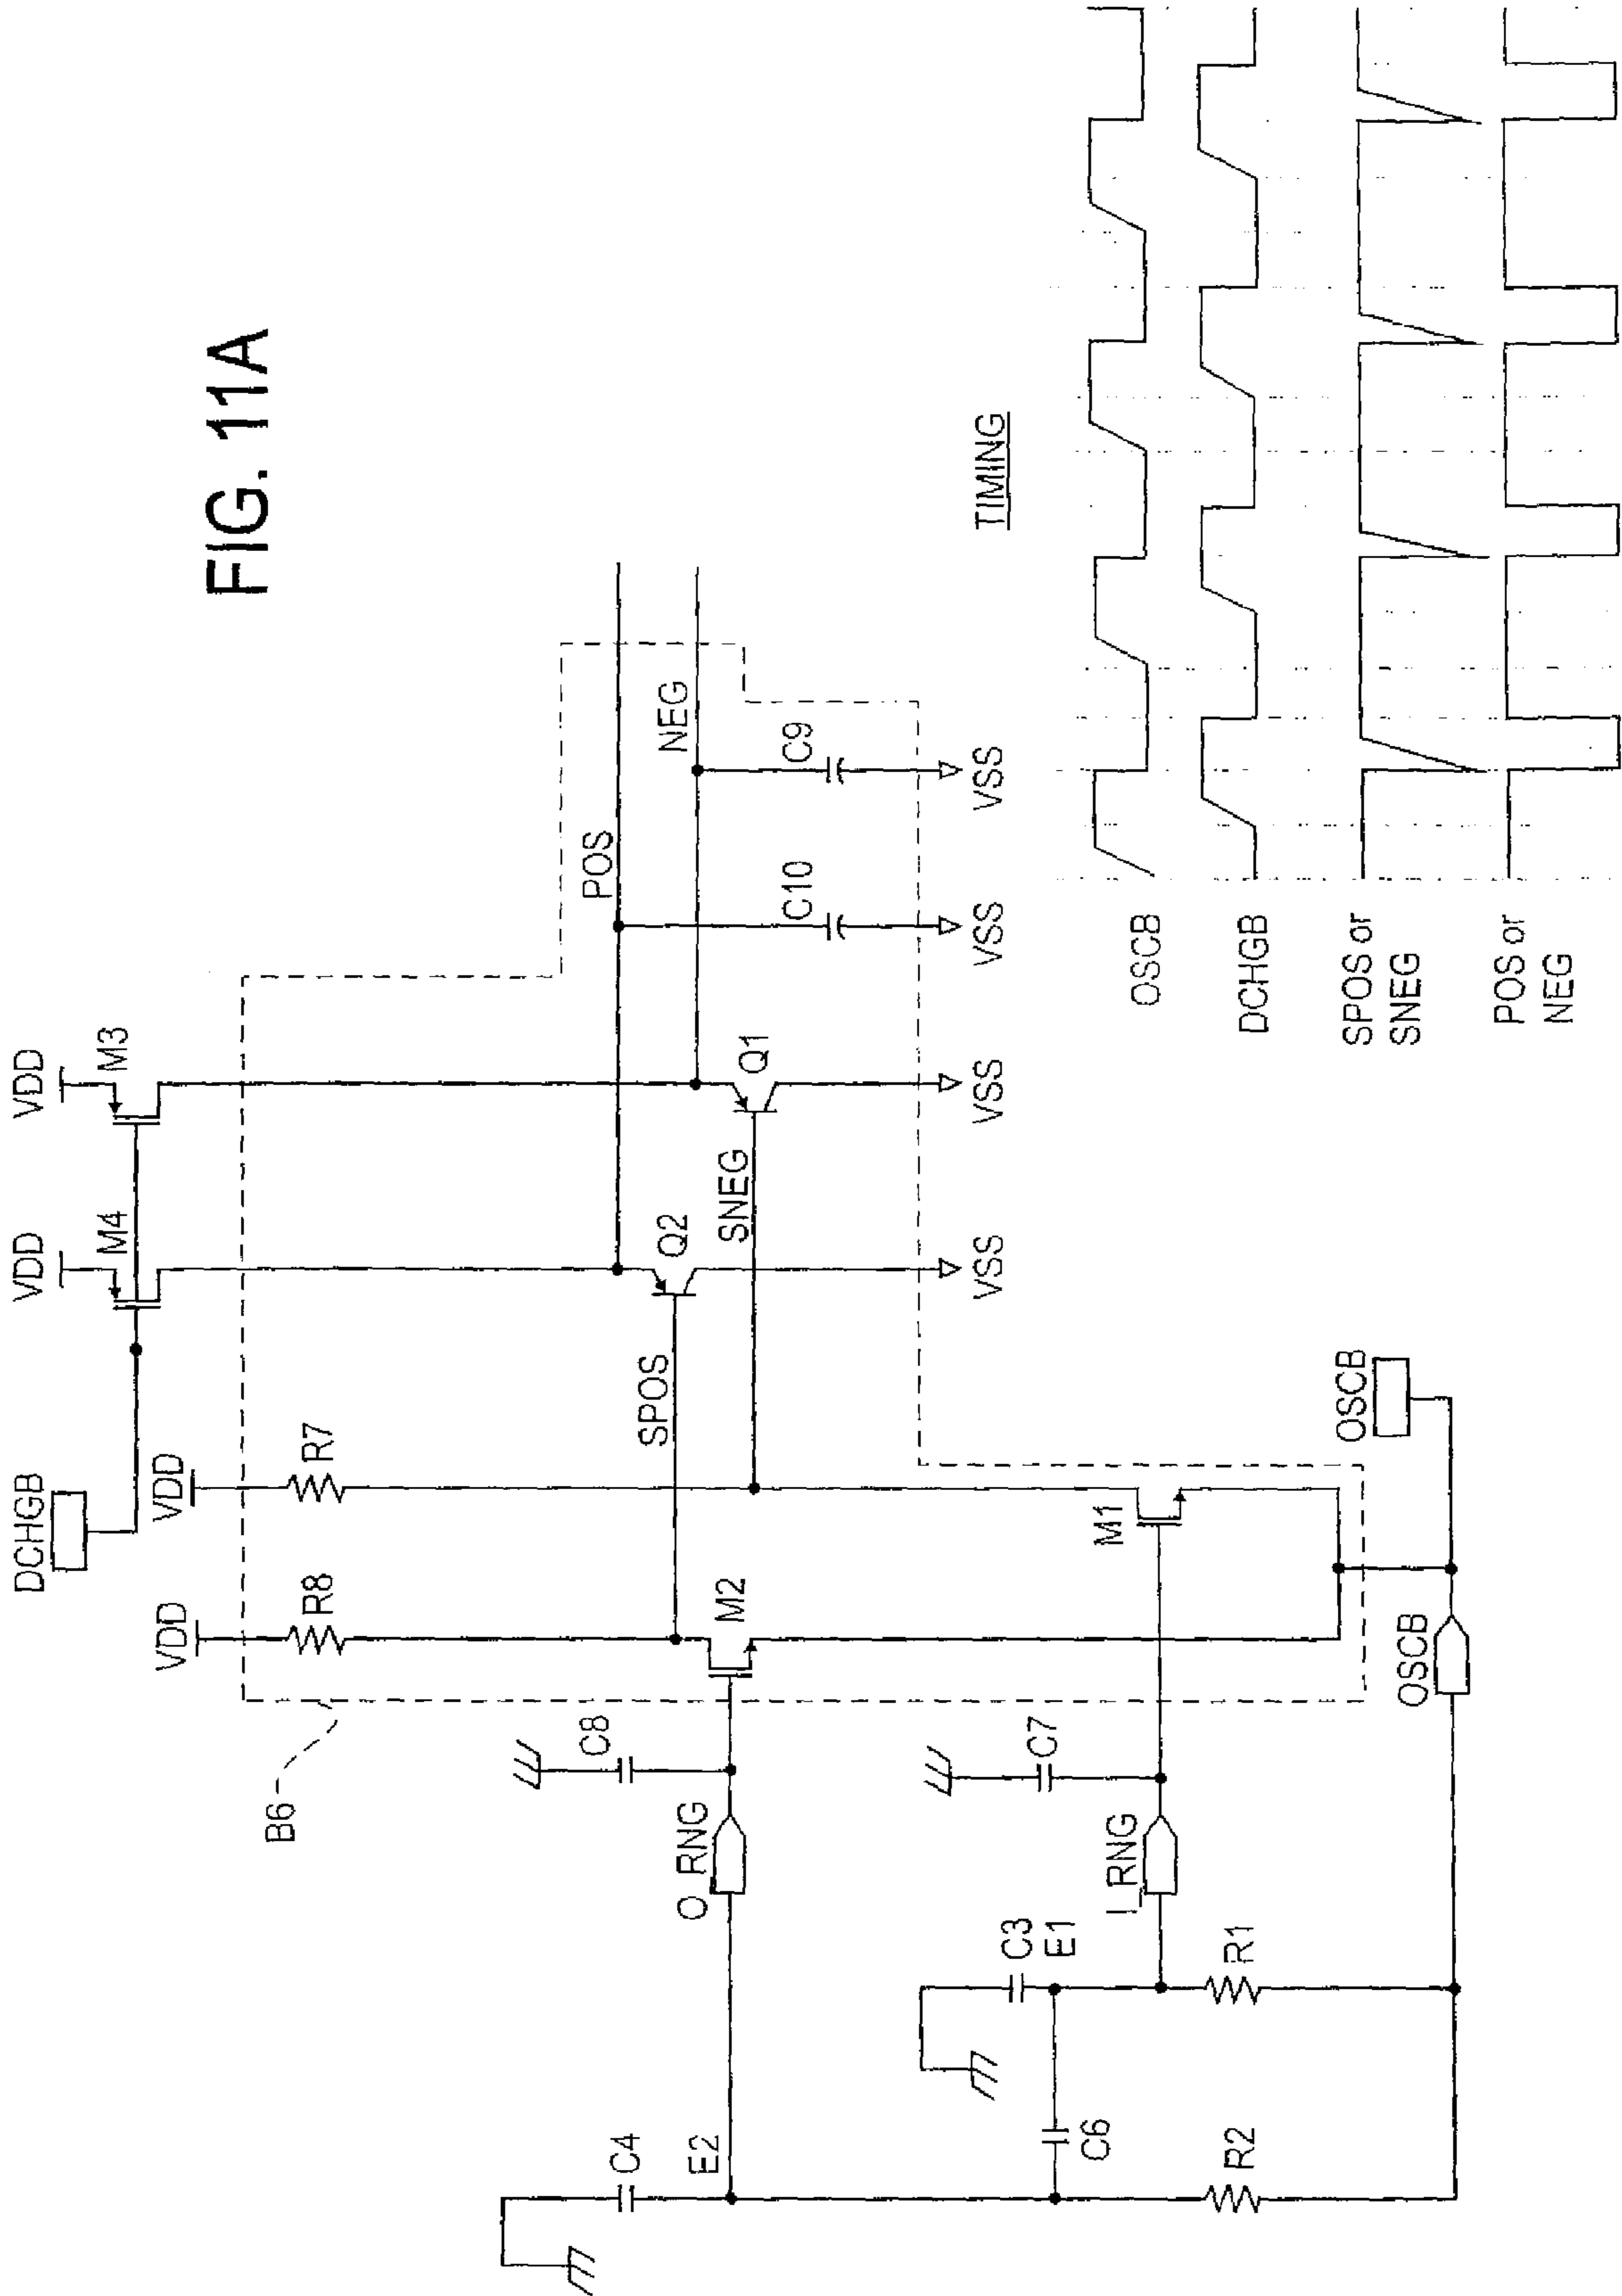 FIG. 11A
DCHGB
VDD
VDD
VDD
VDD
M4
M3
R8
R7
B6
SPOS
SNEG
POS
NEG
Q2
Q1
C10
C9
VSS
VSS
VSS
VSS
M2
M1
C8
C7
O_RNG
I_RNG
C4
E2
C3
E1
C6
R2
R1
OSCB
OSCB
TIMING
OSCB
DCHGB
SPOS or
SNEG
POS or
NEG